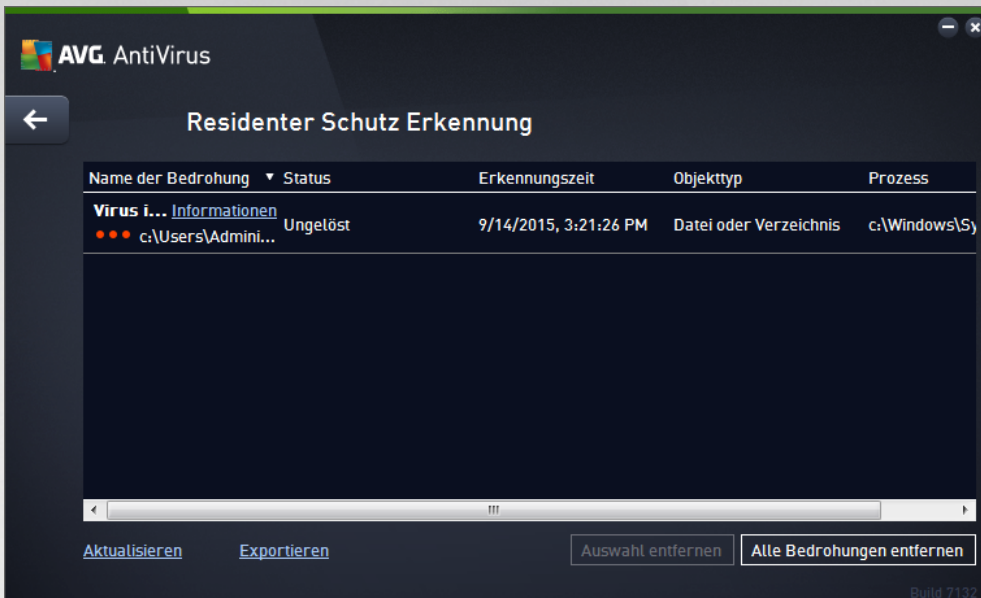 AVG AntiVirus
Residenter Schutz Erkennung
Name der Bedrohung Status Erkennungszeit Objekttyp Prozess
Virus i... Informationen
c:\Users\Admini... Ungelöst 9/14/2015, 3:21:26 PM Datei oder Verzeichnis c:\Windows\Sy
Aktualisieren Exportieren Auswahl entfernen Alle Bedrohungen entfernen
Build 7132